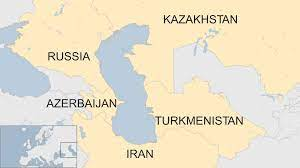 KAZAKHSTAN
RUSSIA
AZERBAIJAN
TURKMENISTAN
IRAN